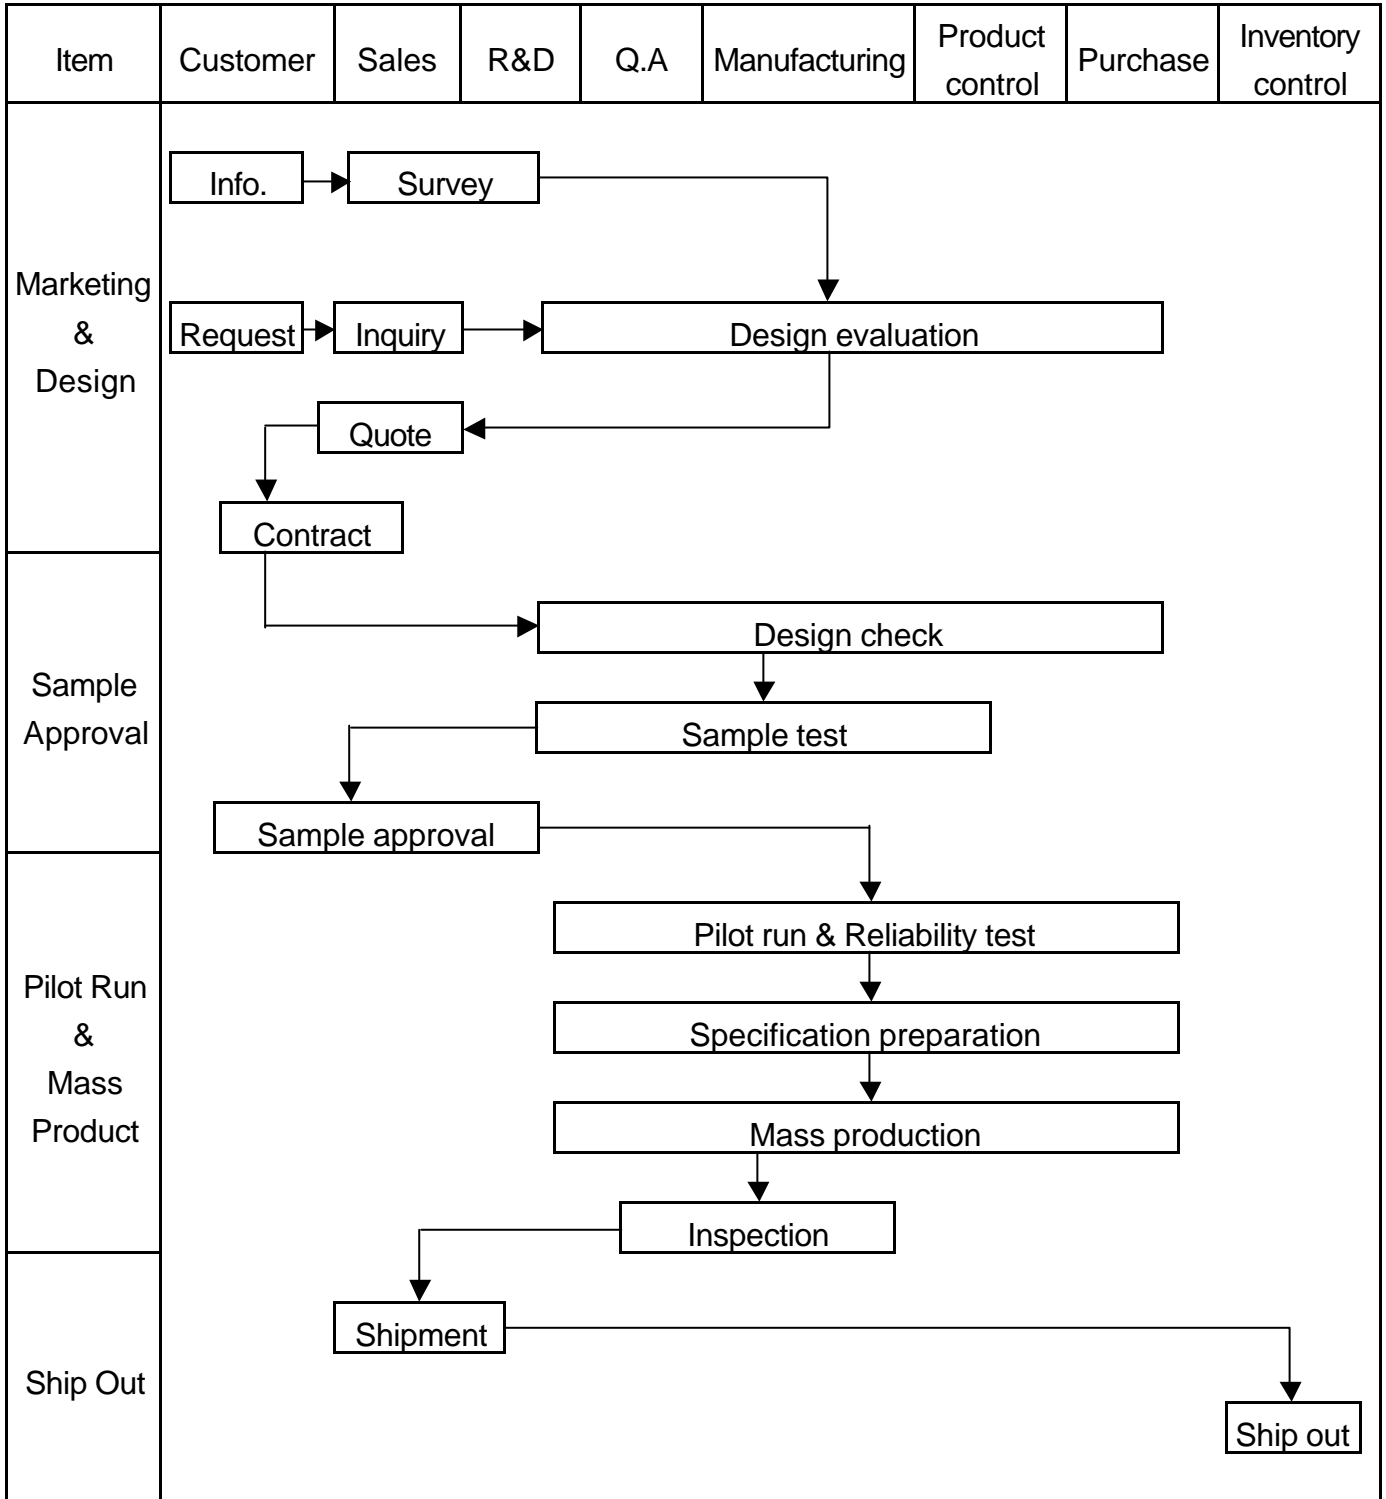 Item
Customer
Sales
R&D
Q.A
Manufacturing
Product
control
Purchase
Inventory
control
Marketing
&
Design
Info.
Survey
Request
Inquiry
Design evaluation
Quote
Contract
Sample
Approval
Design check
Sample test
Sample approval
Pilot Run
&
Mass
Product
Pilot run & Reliability test
Specification preparation
Mass production
Inspection
Ship Out
Shipment
Ship out